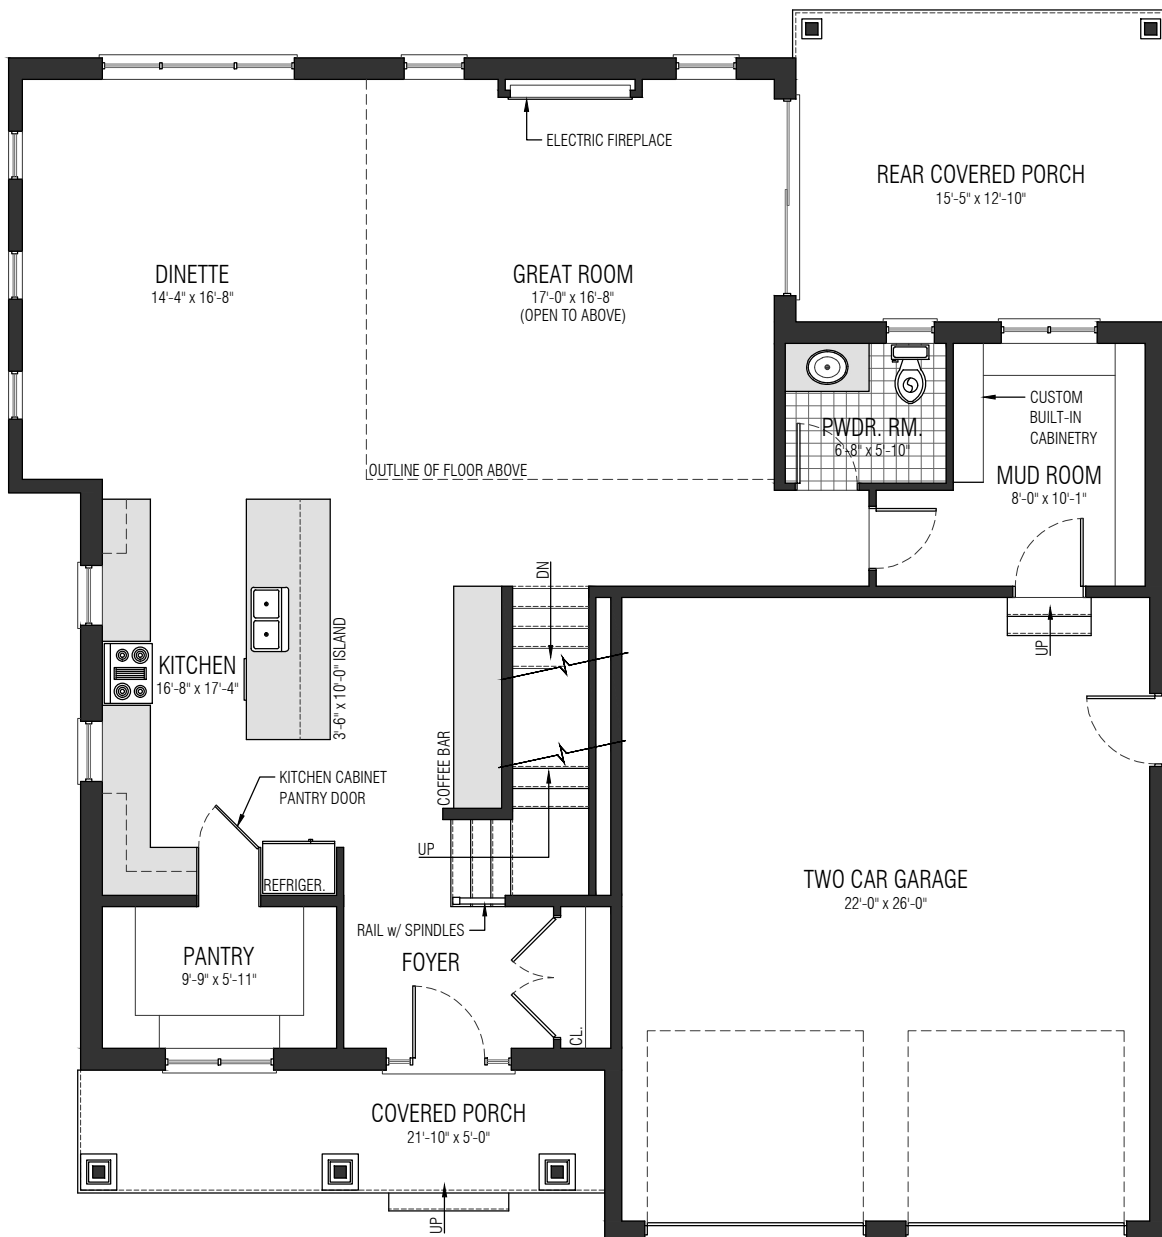 ELECTRIC FIREPLACE
REAR COVERED PORCH
15'-5" x 12'-10"
DINETTE
14'-4" x 16'-8"
GREAT ROOM
17'-0" x 16'-8"
(OPEN TO ABOVE)
CUSTOM
BUILT-IN
CABINETRY
PWDR. RM.
6'-8" x 5'-10"
OUTLINE OF FLOOR ABOVE
MUD ROOM
8'-0" x 10'-1"
DN
UP
KITCHEN
16'-8" x 17'-4"
3'-6" x 10'-0" ISLAND
COFFEE BAR
KITCHEN CABINET
PANTRY DOOR
UP
REFRIGER.
TWO CAR GARAGE
22'-0" x 26'-0"
RAIL w/ SPINDLES
FOYER
PANTRY
9'-9" x 5'-11"
CL.
COVERED PORCH
21'-10" x 5'-0"
UP